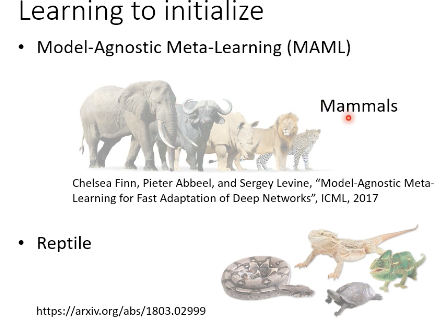 Learning to initialize
• Model-Agnostic Meta-Learning (MAML)
Mammals
Chelsea Finn, Pieter Abbeel, and Sergey Levine, “Model-Agnostic Meta-
Learning for Fast Adaptation of Deep Networks”, ICML, 2017
• Reptile
https://arxiv.org/abs/1803.02999